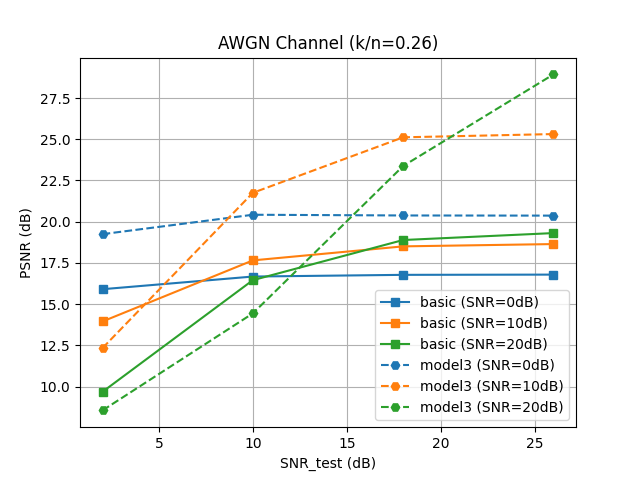 AWGN Channel (k/n=0.26)
27.5
25.0
22.5
20.0
17.5
15.0
12.5
10.0
PSNR (dB)
basic (SNR=0dB)
basic (SNR=10dB)
basic (SNR=20dB)
model3 (SNR=0dB)
model3 (SNR=10dB)
model3 (SNR=20dB)
5 10 15 20 25
SNR_test (dB)